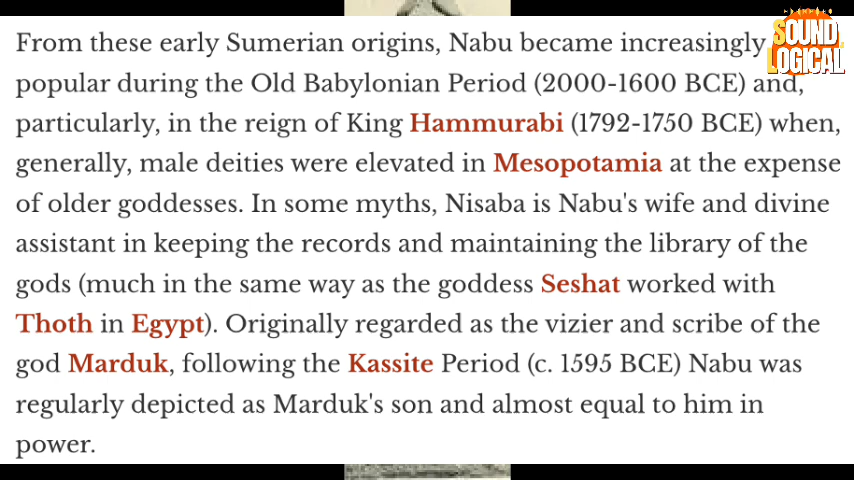 From these early Sumerian origins, Nabu became increasingly
popular during the Old Babylonian Period (2000-1600 BCE) and,
particularly, in the reign of King Hammurabi (1792-1750 BCE) when,
generally, male deities were elevated in Mesopotamia at the expense
of older goddesses. In some myths, Nisaba is Nabu's wife and divine
assistant in keeping the records and maintaining the library of the
gods (much in the same way as the goddess Seshat worked with
Thoth in Egypt). Originally regarded as the vizier and scribe of the
god Marduk, following the Kassite Period (c. 1595 BCE) Nabu was
regularly depicted as Marduk's son and almost equal to him in
power.
SOUND
LOGICAL